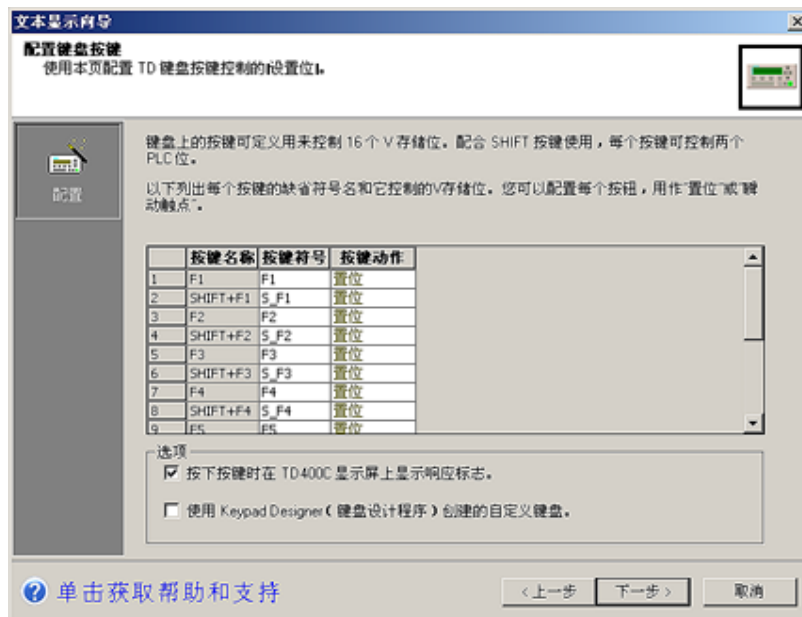 文本显示向导
配置键盘按键
使用本页配置 TD 键盘按键控制的"设置位"。
键盘上的按键可定义用来控制 16 个 V 存储位。配合 SHIFT 按键使用，每个按键可控制两个
PLC 位。
以下列出每个按键的缺省符号名和它控制的V存储位。您可以配置每个按钮，用作"置位"或"瞬
动触点"。
配置
按键名称 按键符号 按键动作
1 F1 F1 置位
2 SHIFT+F1 S_F1 置位
3 F2 F2 置位
4 SHIFT+F2 S_F2 置位
5 F3 F3 置位
6 SHIFT+F3 S_F3 置位
7 F4 F4 置位
8 SHIFT+F4 S_F4 置位
9 F5 F5 置位
选项
按下按键时在 TD400C 显示屏上显示响应标志。
使用 Keypad Designer（键盘设计程序）创建的自定义键盘。
单击获取帮助和支持
<上一步 下一步> 取消